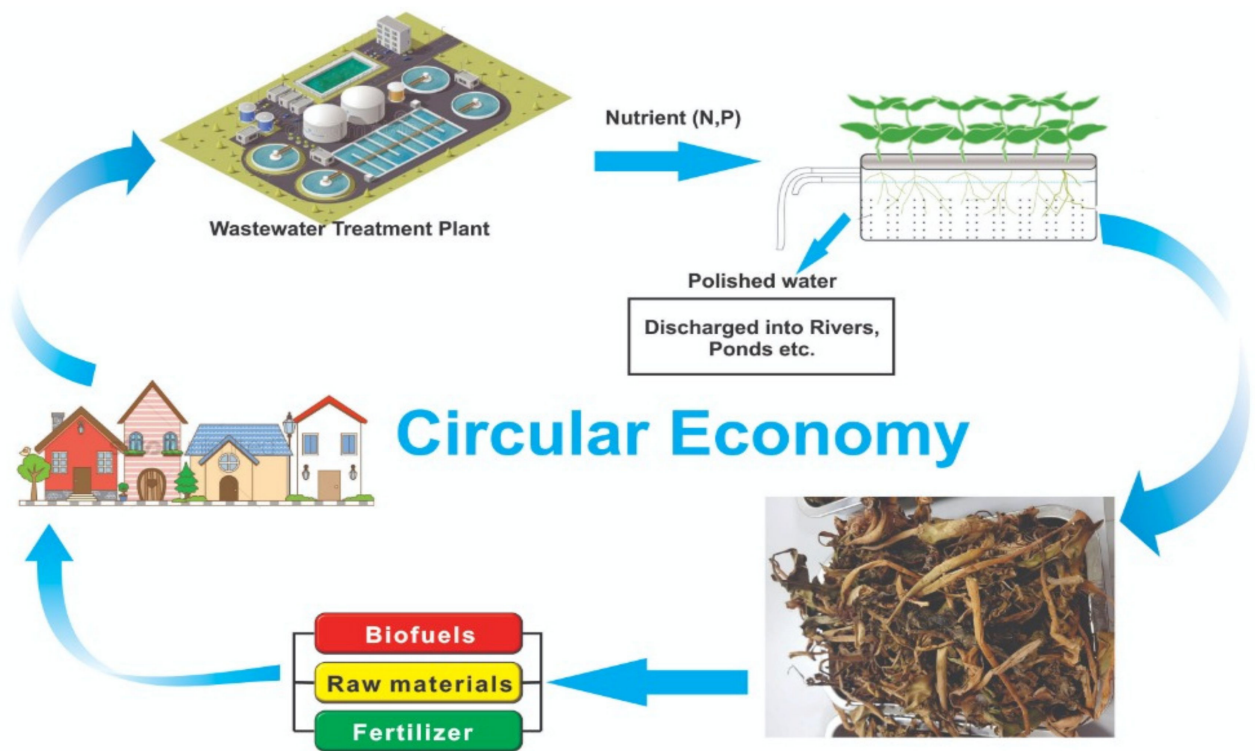 Nutrient (N,P)
Wastewater Treatment Plant
Polished water
Discharged into Rivers,
Ponds etc.
Circular Economy
Biofuels
Raw materials
Fertilizer